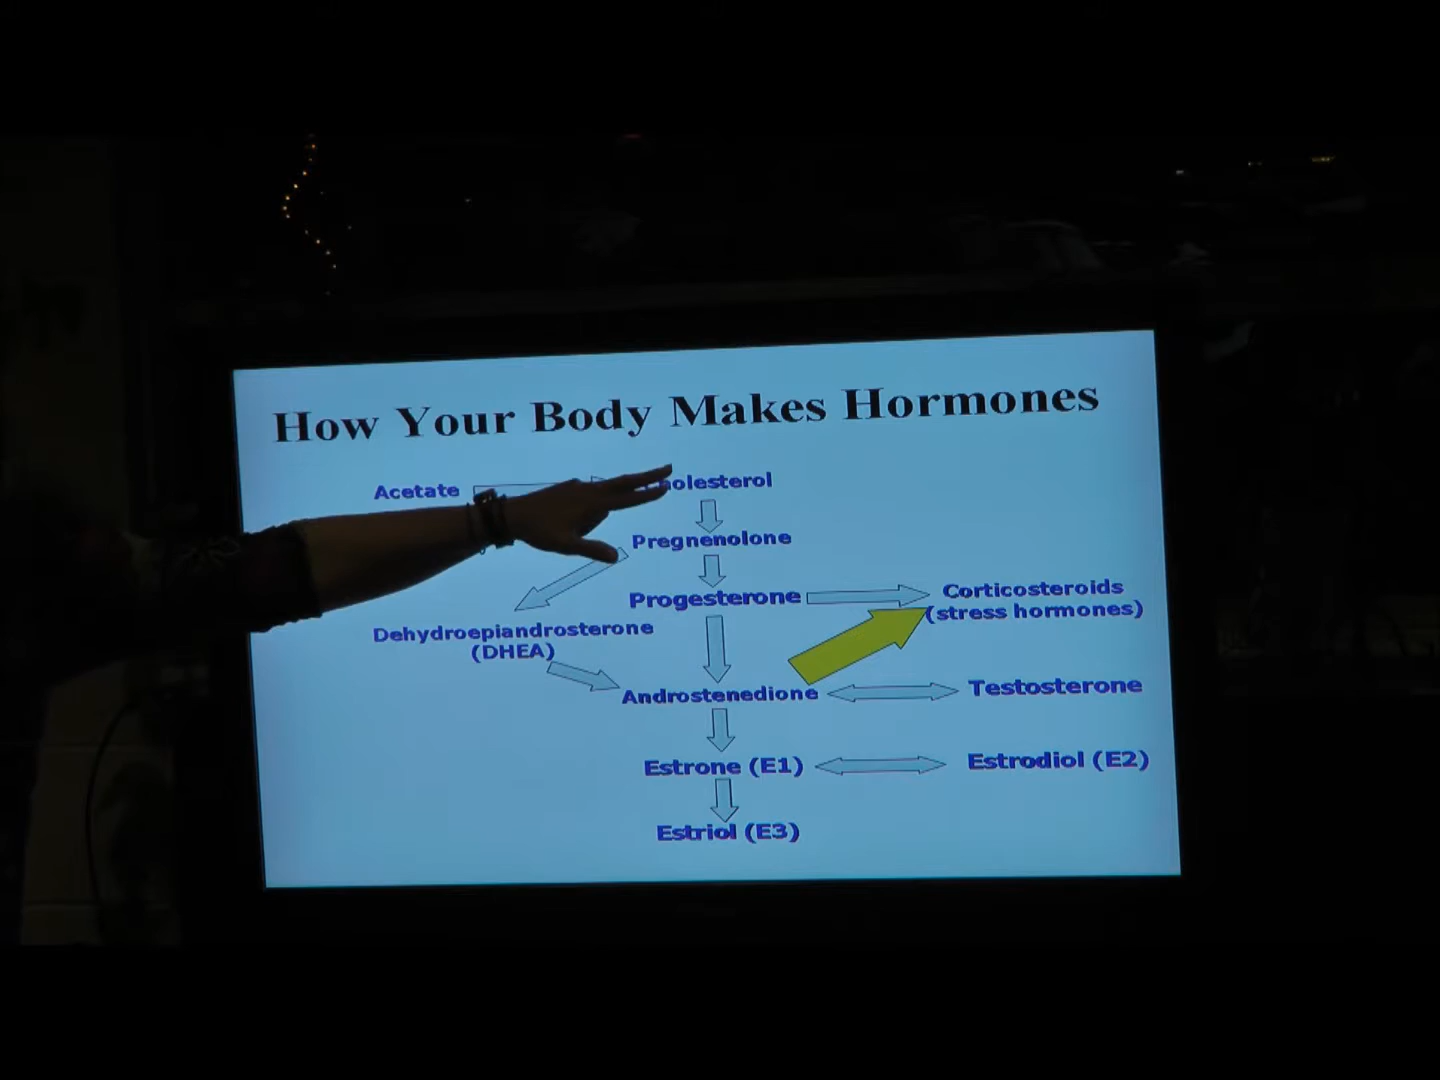 How Your Body Makes Hormones
Acetate
olesterol
Pregnenolone
Progesterone
Corticosteroids
(stress hormones)
Dehydroepiandrosterone
(DHEA)
Androstenedione
Testosterone
Estrone (E1)
Estrodiol (E2)
Estriol (E3)